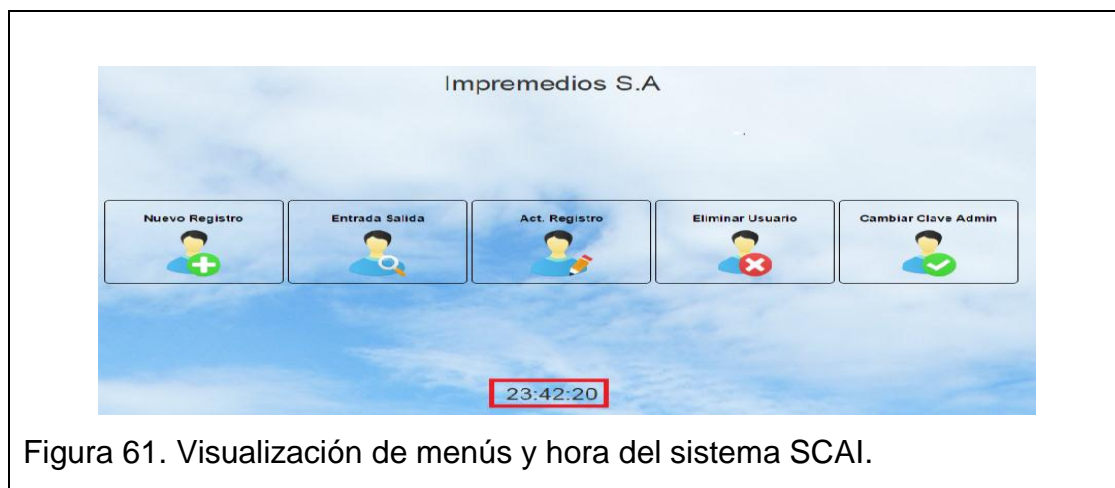 Impremedios S.A
Nuevo Registro
Entrada Salida
Act. Registro
Eliminar Usuario
Cambiar Clave Admin
23:42:20
Figura 61. Visualización de menús y hora del sistema SCAI.